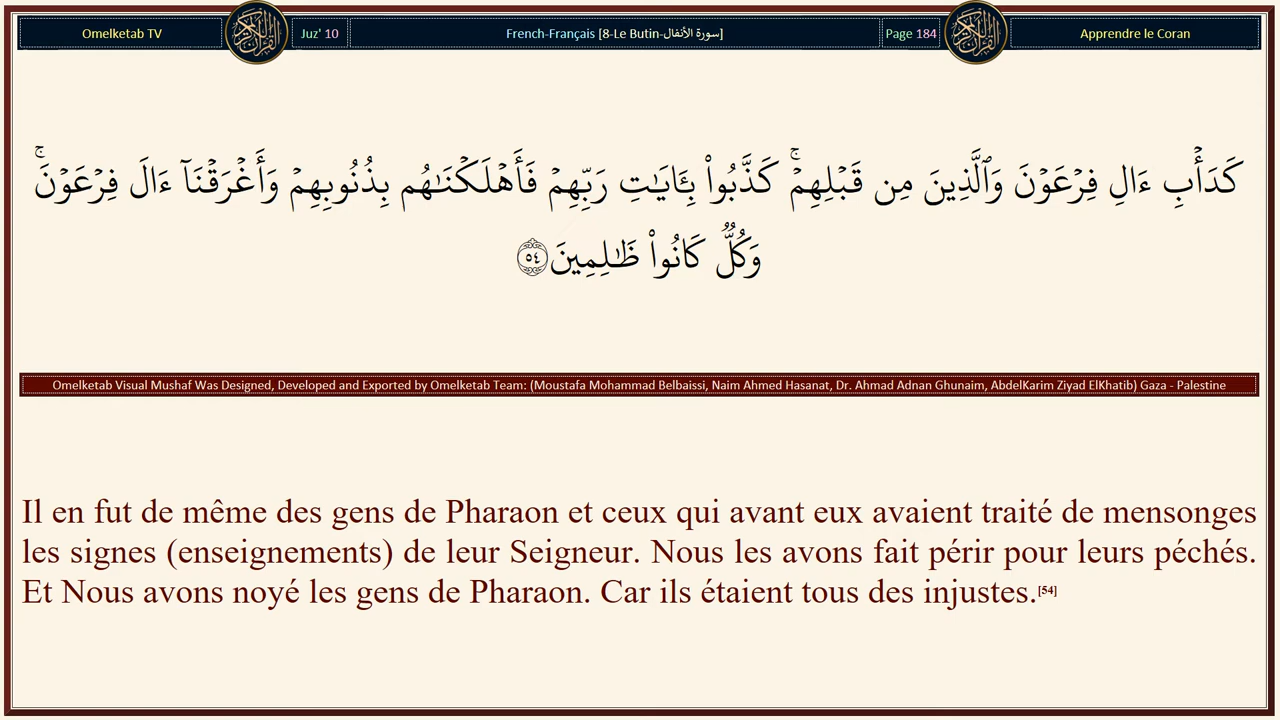 Omelketab TV
Juz' 10
French-Français [8-Le Butin-سورة الأنفال]
Page 184
Apprendre le Coran
كَدَأۡبِ ءَالِ فِرۡعَوۡنَ وَٱلَّذِينَ مِن قَبۡلِهِمۡۚ كَذَّبُواْ بِـَٔايَٰتِ رَبِّهِمۡ فَأَهۡلَكۡنَٰهُم بِذُنُوبِهِمۡ وَأَغۡرَقۡنَآ ءَالَ فِرۡعَوۡنَۚ
وَكُلّٞ كَانُواْ ظَٰلِمِينَ ٥٤
Omelketab Visual Mushaf Was Designed, Developed and Exported by Omelketab Team: (Moustafa Mohammad Belbaissi, Naim Ahmed Hasanat, Dr. Ahmad Adnan Ghunaim, AbdelKarim Ziyad ElKhatib) Gaza - Palestine
Il en fut de même des gens de Pharaon et ceux qui avant eux avaient traité de mensonges
les signes (enseignements) de leur Seigneur. Nous les avons fait périr pour leurs péchés.
Et Nous avons noyé les gens de Pharaon. Car ils étaient tous des injustes.[54]